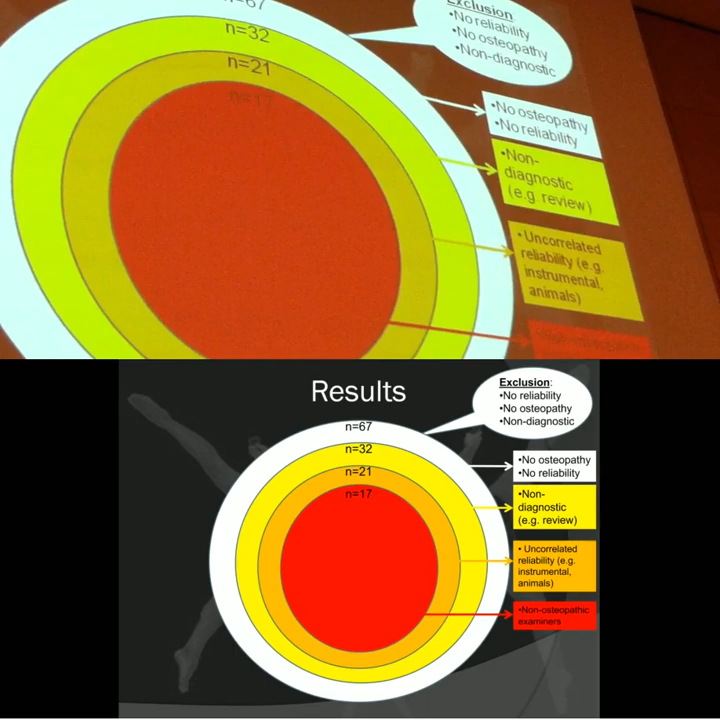 n=67
n=32
n=21
n=17
Exclusion
•No reliability
•No osteopathy
•Non-diagnostic
•No osteopathy
•No reliability
•Non-
diagnostic
(e.g. review)
• Uncorrelated
reliability (e.g.
instrumental,
animals)
Results
n=67
n=32
n=21
n=17
Exclusion:
•No reliability
•No osteopathy
•Non-diagnostic
•No osteopathy
•No reliability
•Non-
diagnostic
(e.g. review)
• Uncorrelated
reliability (e.g.
instrumental,
animals)
•Non-osteopathic
examiners